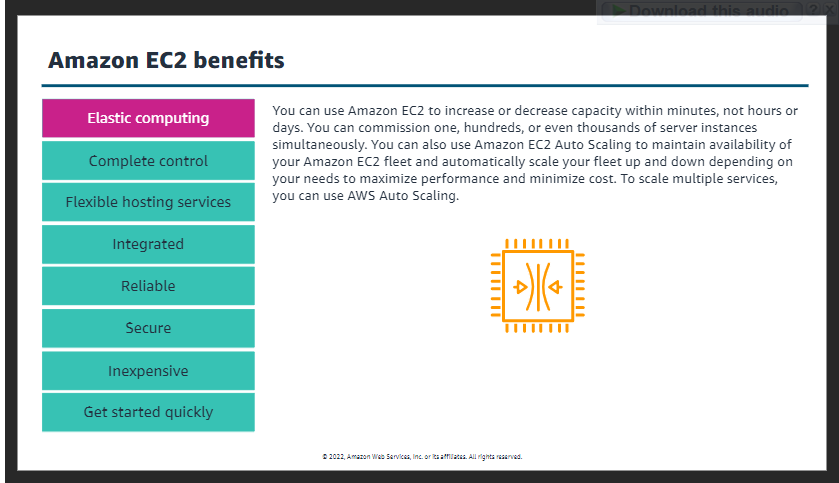 Download this audio ? X
Amazon EC2 benefits
Elastic computing
Complete control
Flexible hosting services
Integrated
Reliable
Secure
Inexpensive
Get started quickly
You can use Amazon EC2 to increase or decrease capacity within minutes, not hours or
days. You can commission one, hundreds, or even thousands of server instances
simultaneously. You can also use Amazon EC2 Auto Scaling to maintain availability of
your Amazon EC2 fleet and automatically scale your fleet up and down depending on
your needs to maximize performance and minimize cost. To scale multiple services,
you can use AWS Auto Scaling.
© 2022, Amazon Web Services, Inc. or its affiliates. All rights reserved.